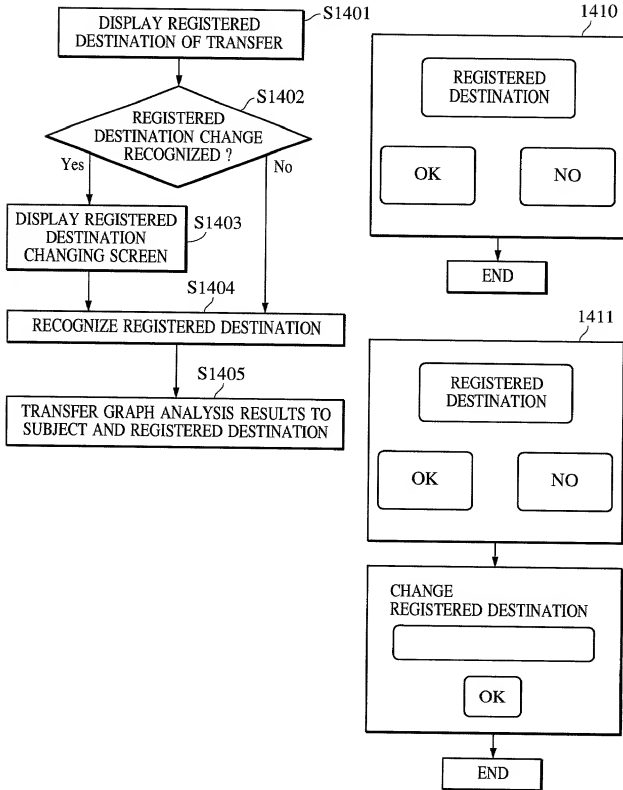 S1401
DISPLAY REGISTERED
DESTINATION OF TRANSFER
S1402
REGISTERED
DESTINATION CHANGE
RECOGNIZED ?
Yes
No
DISPLAY REGISTERED
DESTINATION
CHANGING SCREEN
S1403
S1404
RECOGNIZE REGISTERED DESTINATION
S1405
TRANSFER GRAPH ANALYSIS RESULTS TO
SUBJECT AND REGISTERED DESTINATION
1410
REGISTERED
DESTINATION
OK
NO
END
1411
REGISTERED
DESTINATION
OK
NO
CHANGE
REGISTERED DESTINATION
OK
END